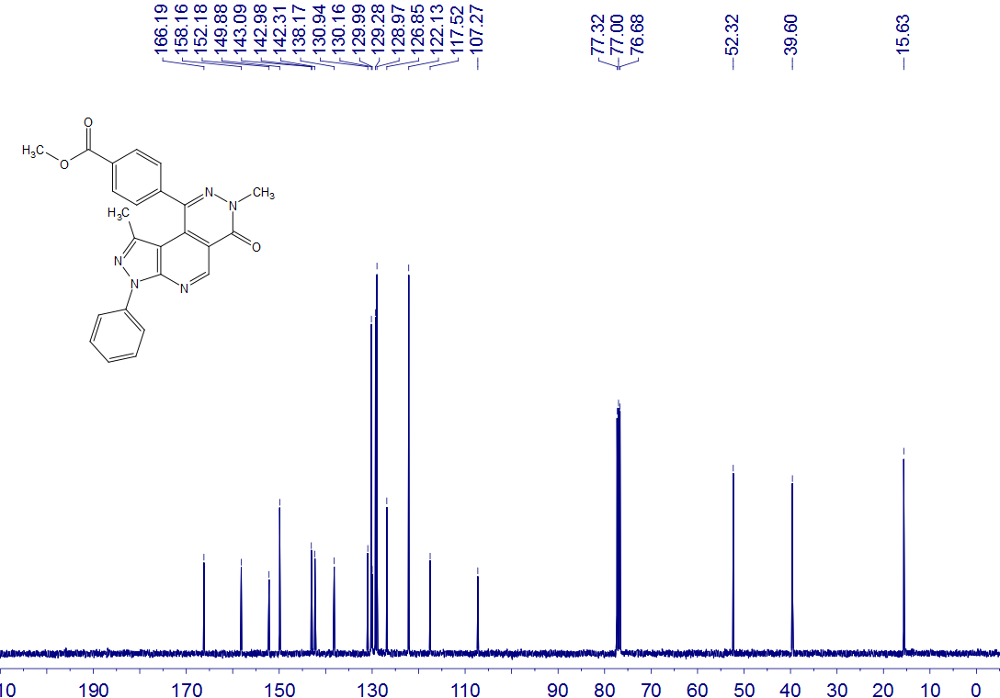 166.19
158.16
152.18
149.88
143.09
142.98
142.31
138.17
130.94
130.16
129.99
129.28
128.97
126.85
122.13
117.52
107.27
77.32
77.00
76.68
52.32
39.60
15.63
O
H₃C
O
N
N
CH₃
H₃C
O
N
N
N
10 190 170 150 130 110 90 80 70 60 50 40 30 20 10 0